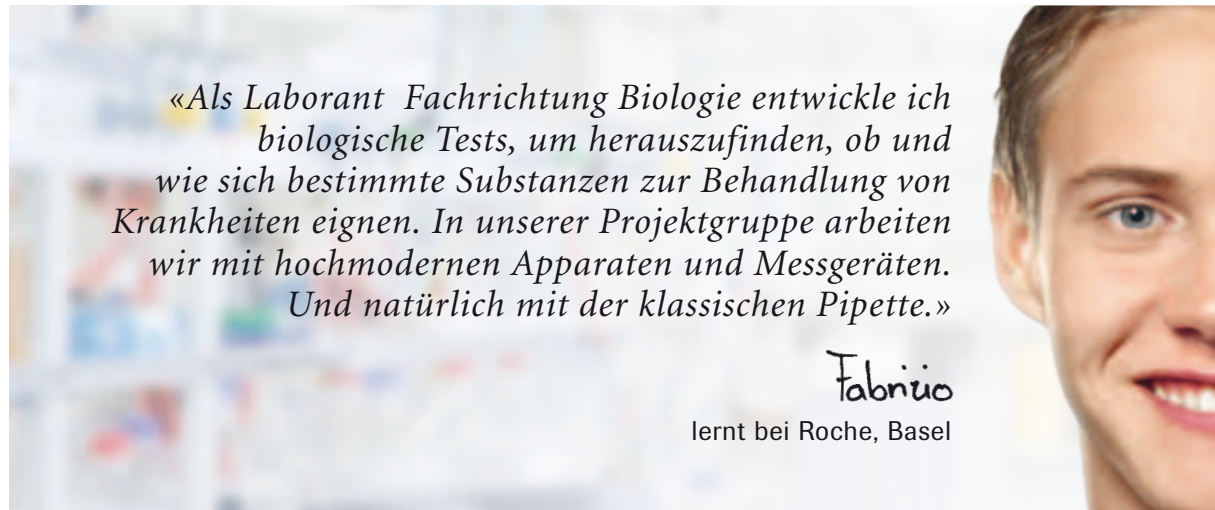 «Als Laborant  Fachrichtung Biologie entwickle ich
biologische Tests, um herauszufinden, ob und
wie sich bestimmte Substanzen zur Behandlung von
Krankheiten eignen. In unserer Projektgruppe arbeiten
wir mit hochmodernen Apparaten und Messgeräten.
Und natürlich mit der klassischen Pipette.»
Fabrizio
lernt bei Roche, Basel